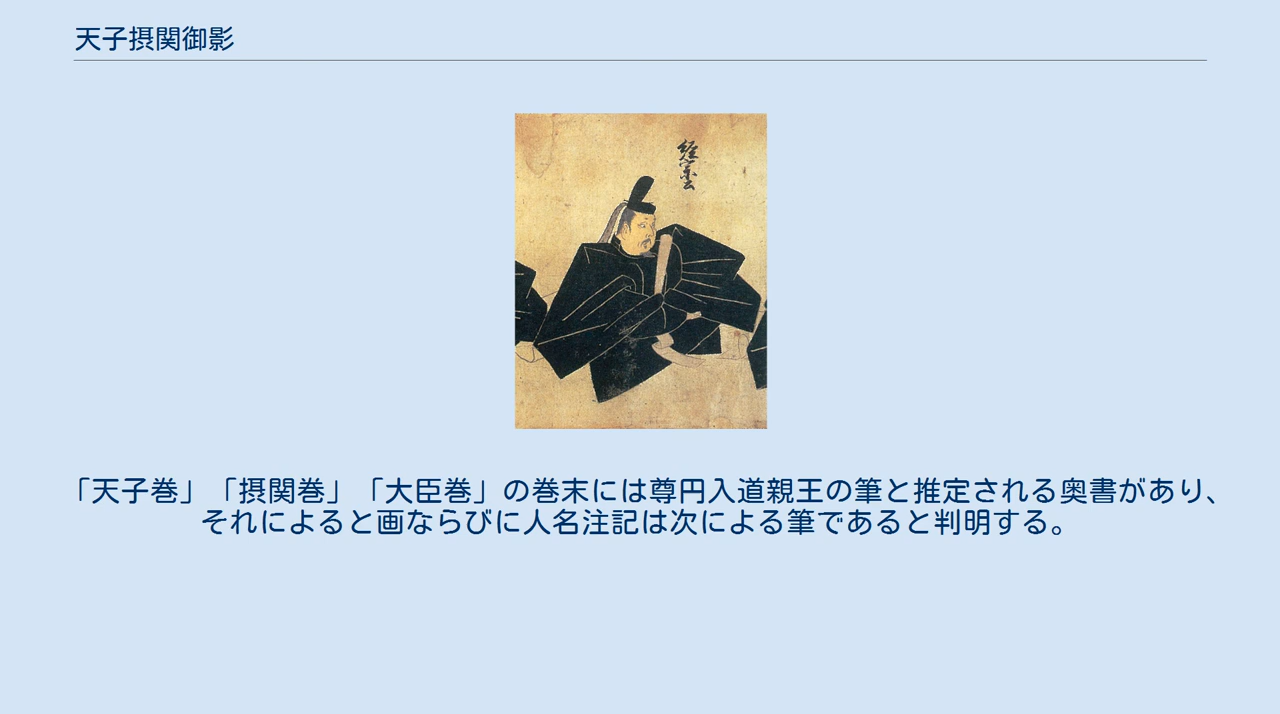 天子摂関御影
経宗公
「天子巻」「摂関巻」「大臣巻」の巻末には尊円入道親王の筆と推定される奥書があり、
それによると画ならびに人名注記は次による筆であると判明する。